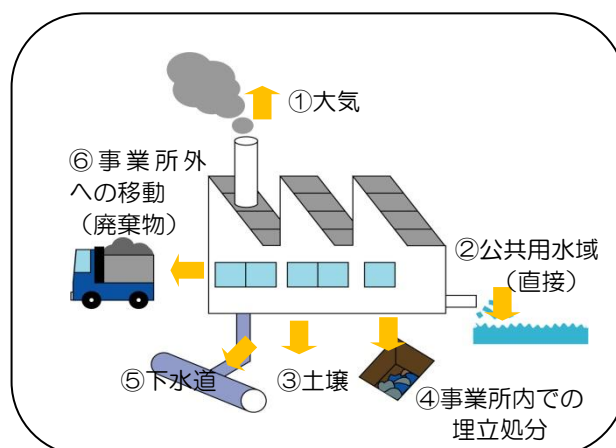 ①大気
⑥事業所外
への移動
（廃棄物）
②公共用水域
（直接）
⑤下水道
③土壌
④事業所内での
埋立処分